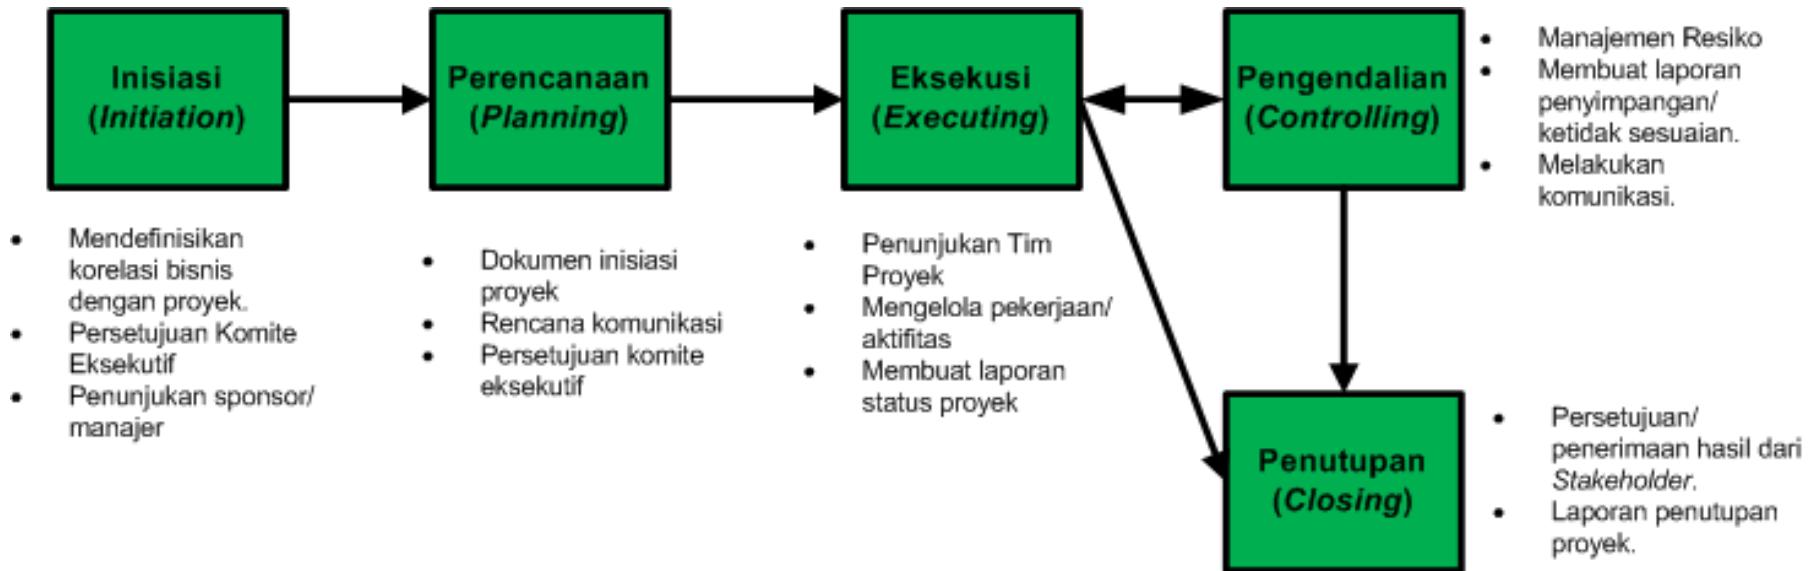 Inisiasi
(Initiation)
• Mendefinisikan
korelasi bisnis
dengan proyek.
• Persetujuan Komite
Eksekutif
• Penunjukan sponsor/
manajer
Perencanaan
(Planning)
• Dokumen inisiasi
proyek
• Rencana komunikasi
• Persetujuan komite
eksekutif
Eksekusi
(Executing)
• Penunjukan Tim
Proyek
• Mengelola pekerjaan/
aktifitas
• Membuat laporan
status proyek
Pengendalian
(Controlling)
• Manajemen Resiko
• Membuat laporan
penyimpangan/
ketidak sesuaian.
• Melakukan
komunikasi.
Penutupan
(Closing)
• Persetujuan/
penerimaan hasil dari
Stakeholder.
• Laporan penutupan
proyek.